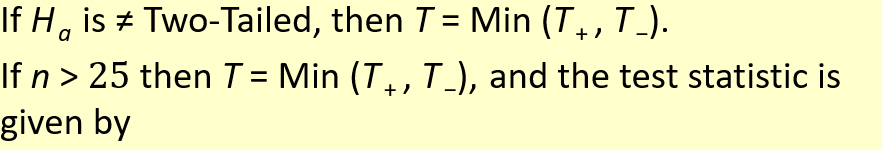 If Hₐ is ≠ Two-Tailed, then T = Min (T₊, T₋).
If n > 25 then T = Min (T₊, T₋), and the test statistic is
given by